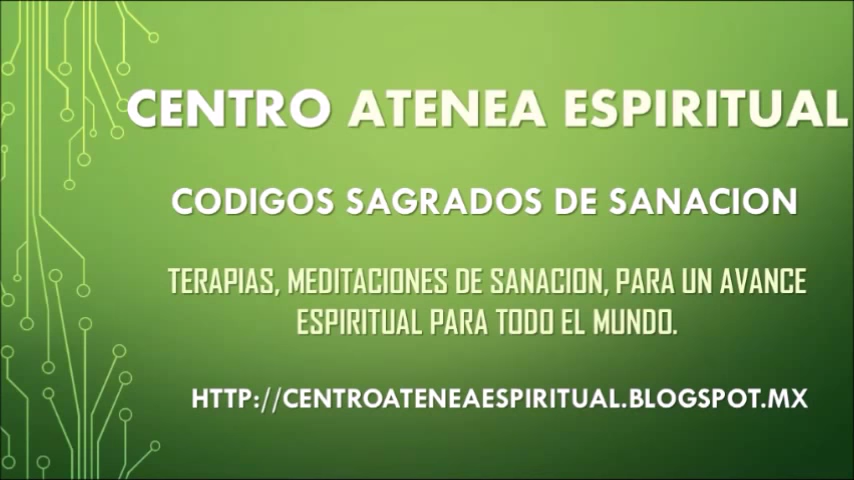 CENTRO ATENEA ESPIRITUAL
CODIGOS SAGRADOS DE SANACION
TERAPIAS, MEDITACIONES DE SANACION, PARA UN AVANCE
ESPIRITUAL PARA TODO EL MUNDO.
HTTP://CENTROATENEAESPIRITUAL.BLOGSPOT.MX